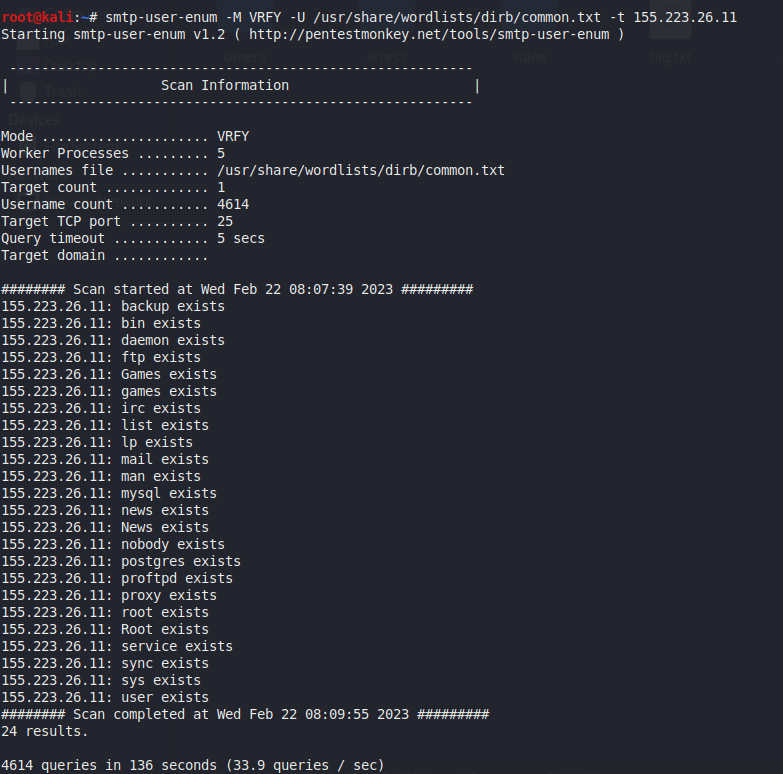 root@kali:~# smtp-user-enum -M VRFY -U /usr/share/wordlists/dirb/common.txt -t 155.223.26.11
Starting smtp-user-enum v1.2 ( http://pentestmonkey.net/tools/smtp-user-enum )
others stress vulns big.txt
 ----------------------------------------------------------
|                   Scan Information                       |
 ----------------------------------------------------------
Trash
Devices
Mode ..................... VRFY
Worker Processes ......... 5
Usernames file ........... /usr/share/wordlists/dirb/common.txt
Target count ............. 1
Username count ........... 4614
Target TCP port .......... 25
Query timeout ............ 5 secs
Target domain ............
######## Scan started at Wed Feb 22 08:07:39 2023 #########
155.223.26.11: backup exists
155.223.26.11: bin exists
155.223.26.11: daemon exists
155.223.26.11: ftp exists
155.223.26.11: Games exists
155.223.26.11: games exists
155.223.26.11: irc exists
155.223.26.11: list exists
155.223.26.11: lp exists
155.223.26.11: mail exists
155.223.26.11: man exists
155.223.26.11: mysql exists
155.223.26.11: news exists
155.223.26.11: News exists
155.223.26.11: nobody exists
155.223.26.11: postgres exists
155.223.26.11: proftpd exists
155.223.26.11: proxy exists
155.223.26.11: root exists
155.223.26.11: Root exists
155.223.26.11: service exists
155.223.26.11: sync exists
155.223.26.11: sys exists
155.223.26.11: user exists
######## Scan completed at Wed Feb 22 08:09:55 2023 #########
24 results.
4614 queries in 136 seconds (33.9 queries / sec)